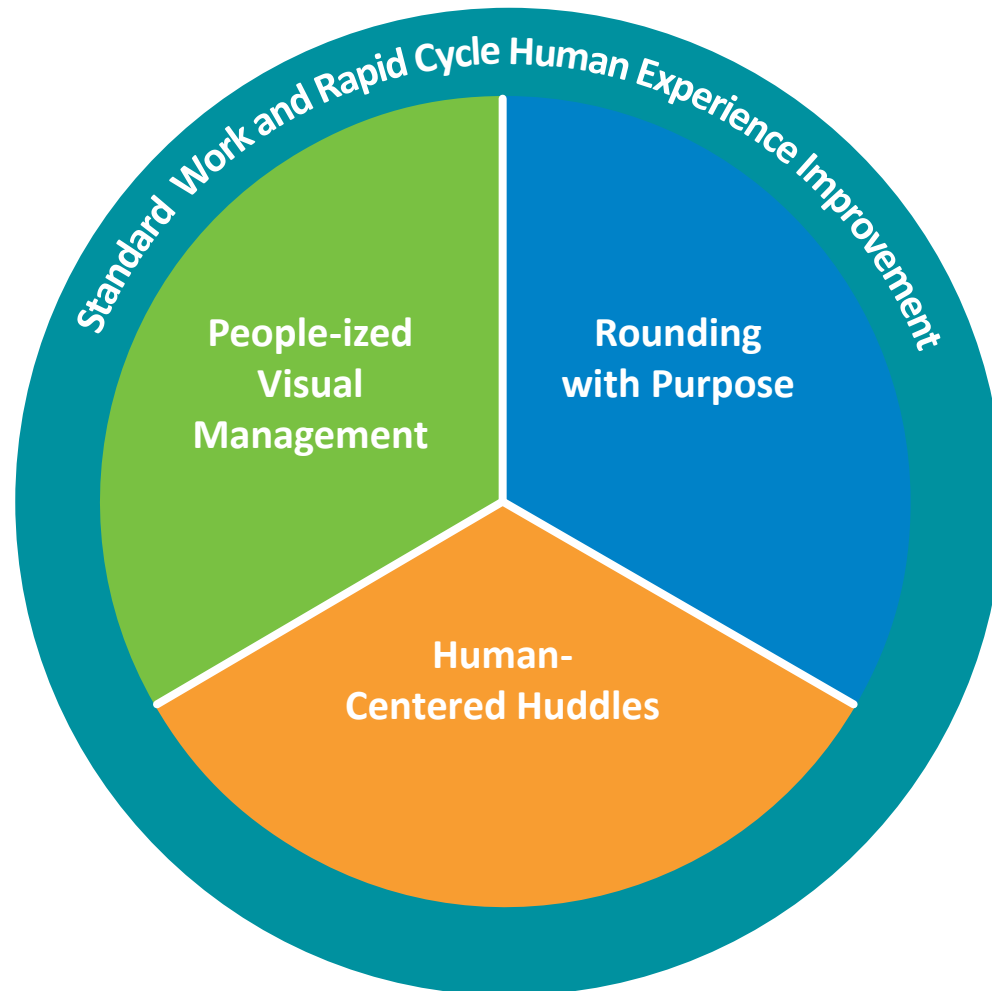 Standard Work and Rapid Cycle Human Experience Improvement
People-ized
Visual
Management
Rounding
with Purpose
Human-
Centered Huddles